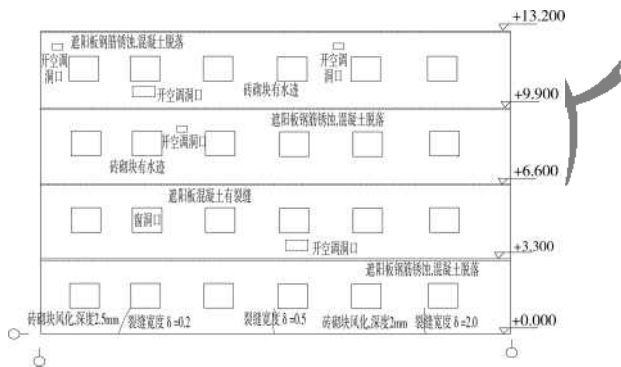 +13.200
遮阳板钢筋锈蚀,混凝土脱落
开空调
洞口
开空调
洞口
开空调洞口
砖砌块有水迹
+9.900
遮阳板钢筋锈蚀,混凝土脱落
开空调洞口
砖砌块有水迹
+6.600
遮阳板混凝土有裂缝
窗洞口
开空调洞口
+3.300
遮阳板钢筋锈蚀,混凝土脱落
砖砌块风化,深度2.5mm
裂缝宽度δ=0.2
裂缝宽度δ=0.5
砖砌块风化,深度2mm
裂缝宽度δ=2.0
+0.000